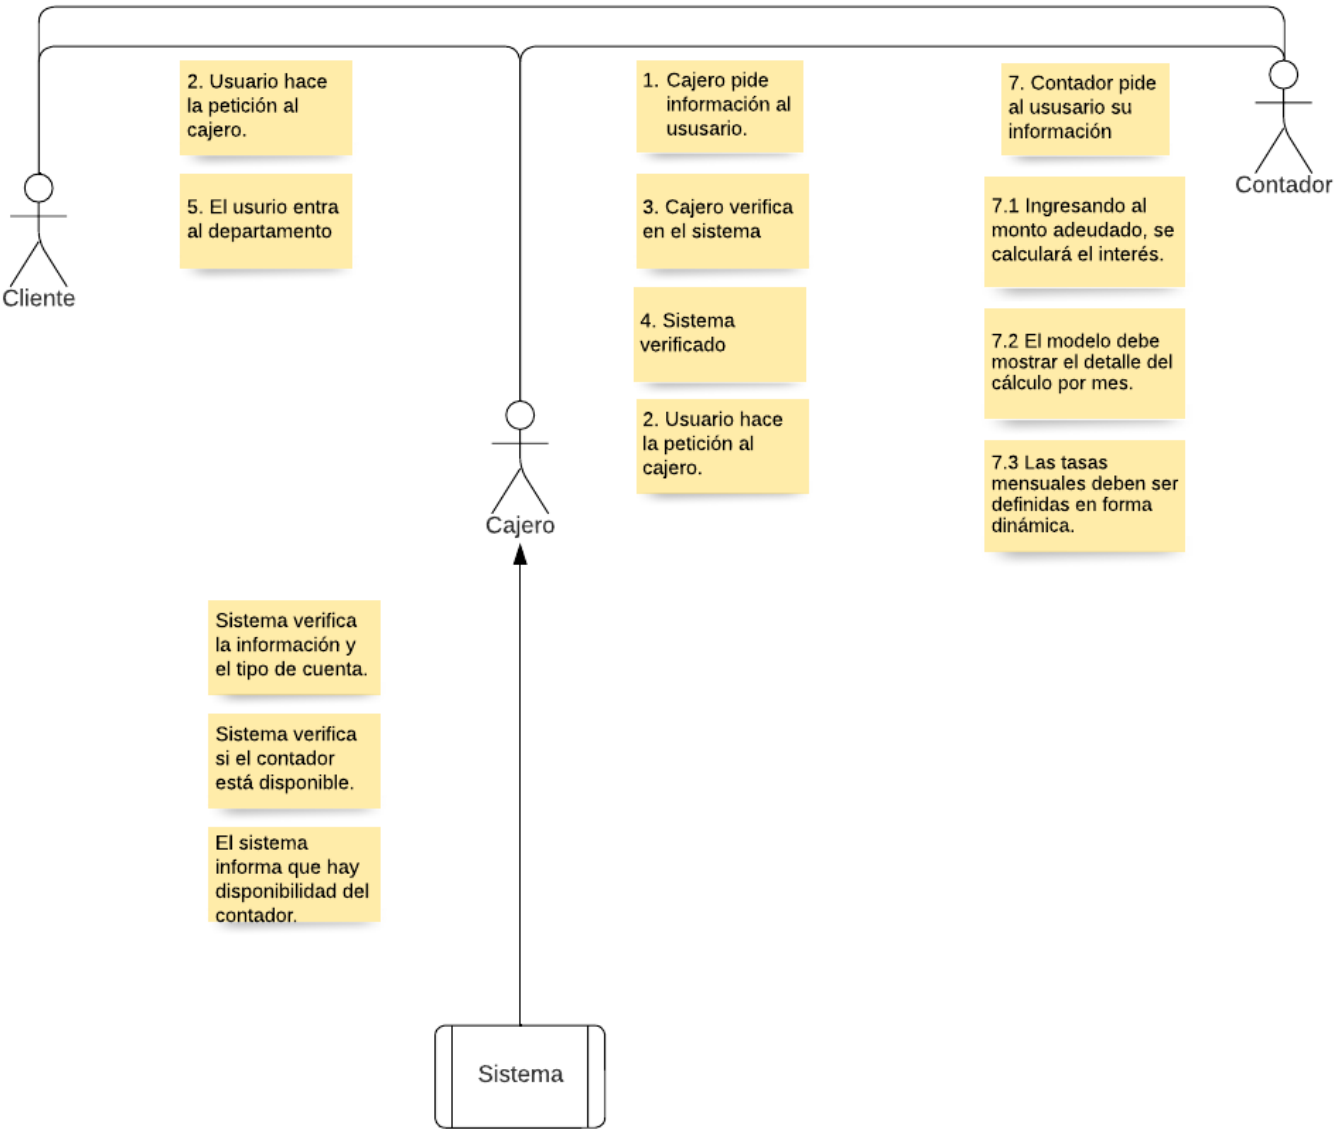 2. Usuario hace
la petición al
cajero.
5. El usurio entra
al departamento
Cliente
1. Cajero pide
información al
ususario.
3. Cajero verifica
en el sistema
4. Sistema
verificado
2. Usuario hace
la petición al
cajero.
Cajero
7. Contador pide
al ususario su
información
7.1 Ingresando al
monto adeudado, se
calculará el interés.
7.2 El modelo debe
mostrar el detalle del
cálculo por mes.
7.3 Las tasas
mensuales deben ser
definidas en forma
dinámica.
Contador
Sistema verifica
la información y
el tipo de cuenta.
Sistema verifica
si el contador
está disponible.
El sistema
informa que hay
disponibilidad del
contador.
Sistema